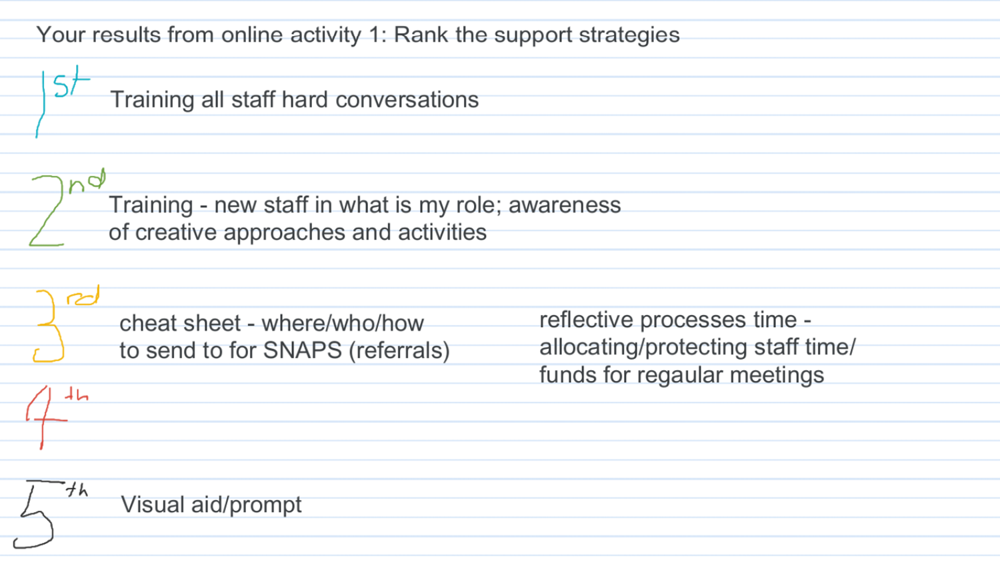 Your results from online activity 1: Rank the support strategies
1st
Training all staff hard conversations
2nd
Training - new staff in what is my role; awareness
of creative approaches and activities
3rd
cheat sheet - where/who/how
to send to for SNAPS (referrals)
reflective processes time -
allocating/protecting staff time/
funds for regaular meetings
4th
5th
Visual aid/prompt